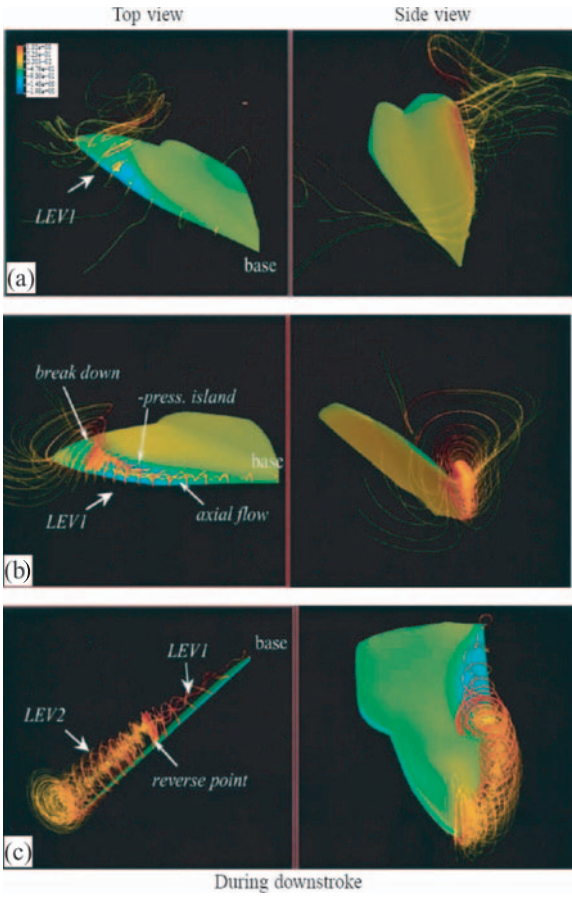 Top view
Side view
LEV1
base
(a)
break down
-press. island
base
LEV1
axial flow
(b)
base
LEV1
LEV2
reverse point
(c)
During downstroke